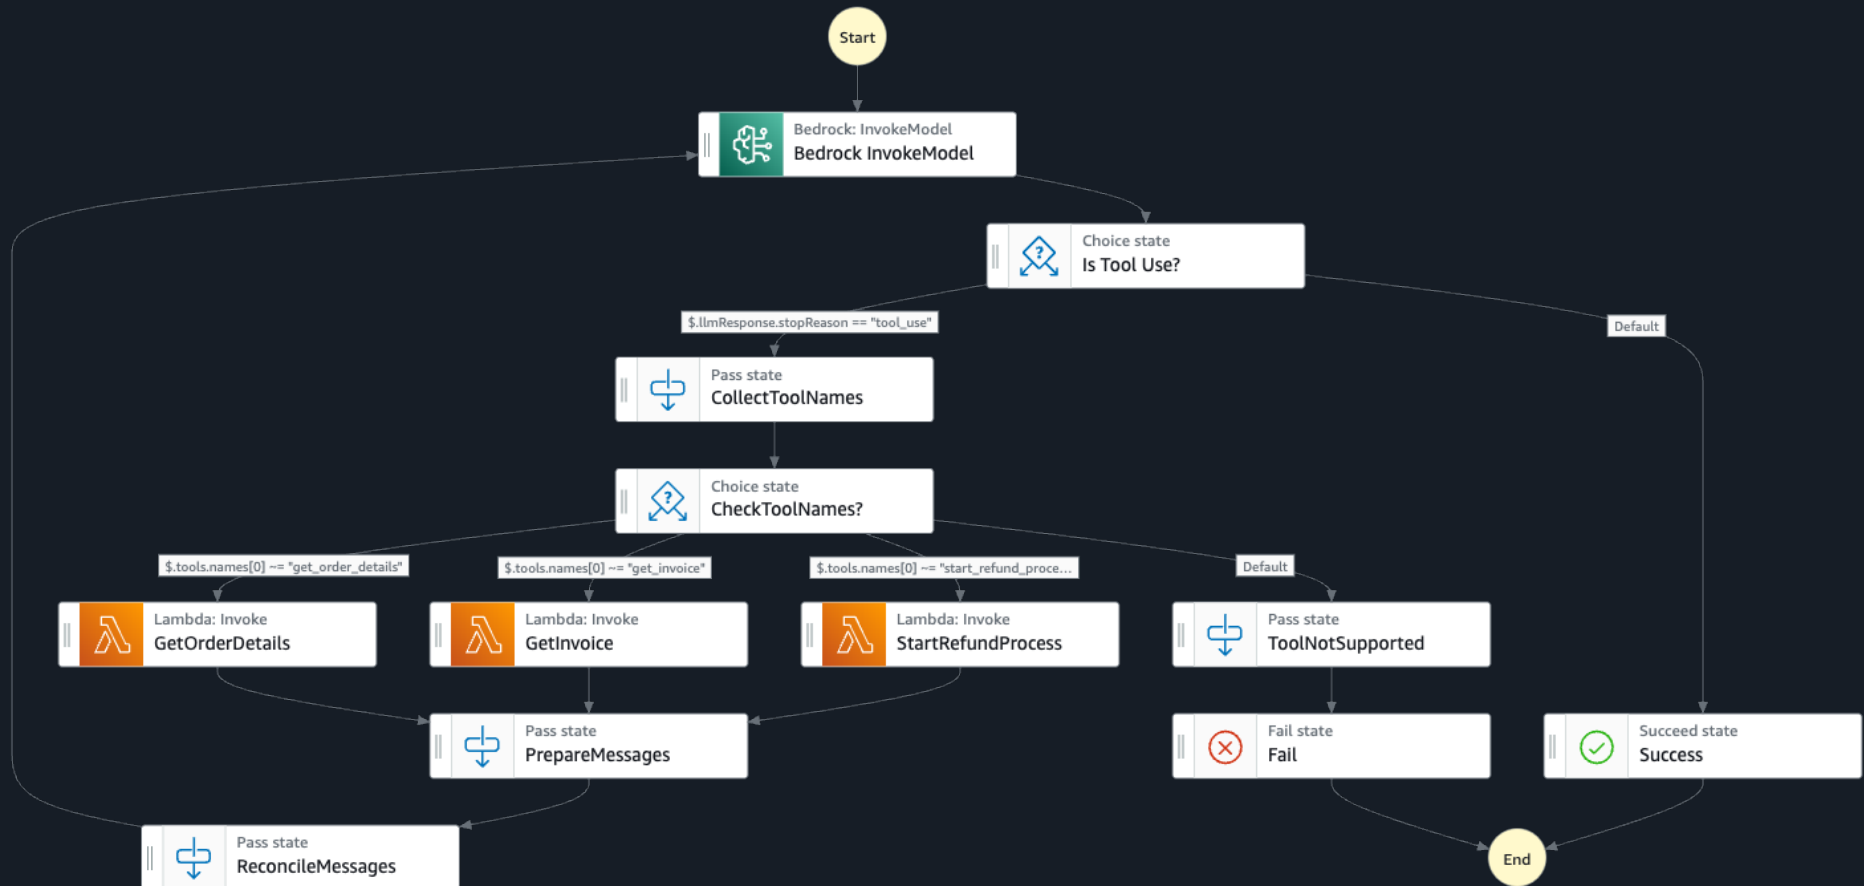 Start
Bedrock: InvokeModel
Bedrock InvokeModel
Choice state
Is Tool Use?
$.llmResponse.stopReason == "tool_use"
Default
Pass state
CollectToolNames
Choice state
CheckToolNames?
$.tools.names[0] ~= "get_order_details"
$.tools.names[0] ~= "get_invoice"
$.tools.names[0] ~= "start_refund_proce...
Default
Lambda: Invoke
GetOrderDetails
Lambda: Invoke
GetInvoice
Lambda: Invoke
StartRefundProcess
Pass state
ToolNotSupported
Pass state
PrepareMessages
Fail state
Fail
Succeed state
Success
Pass state
ReconcileMessages
End